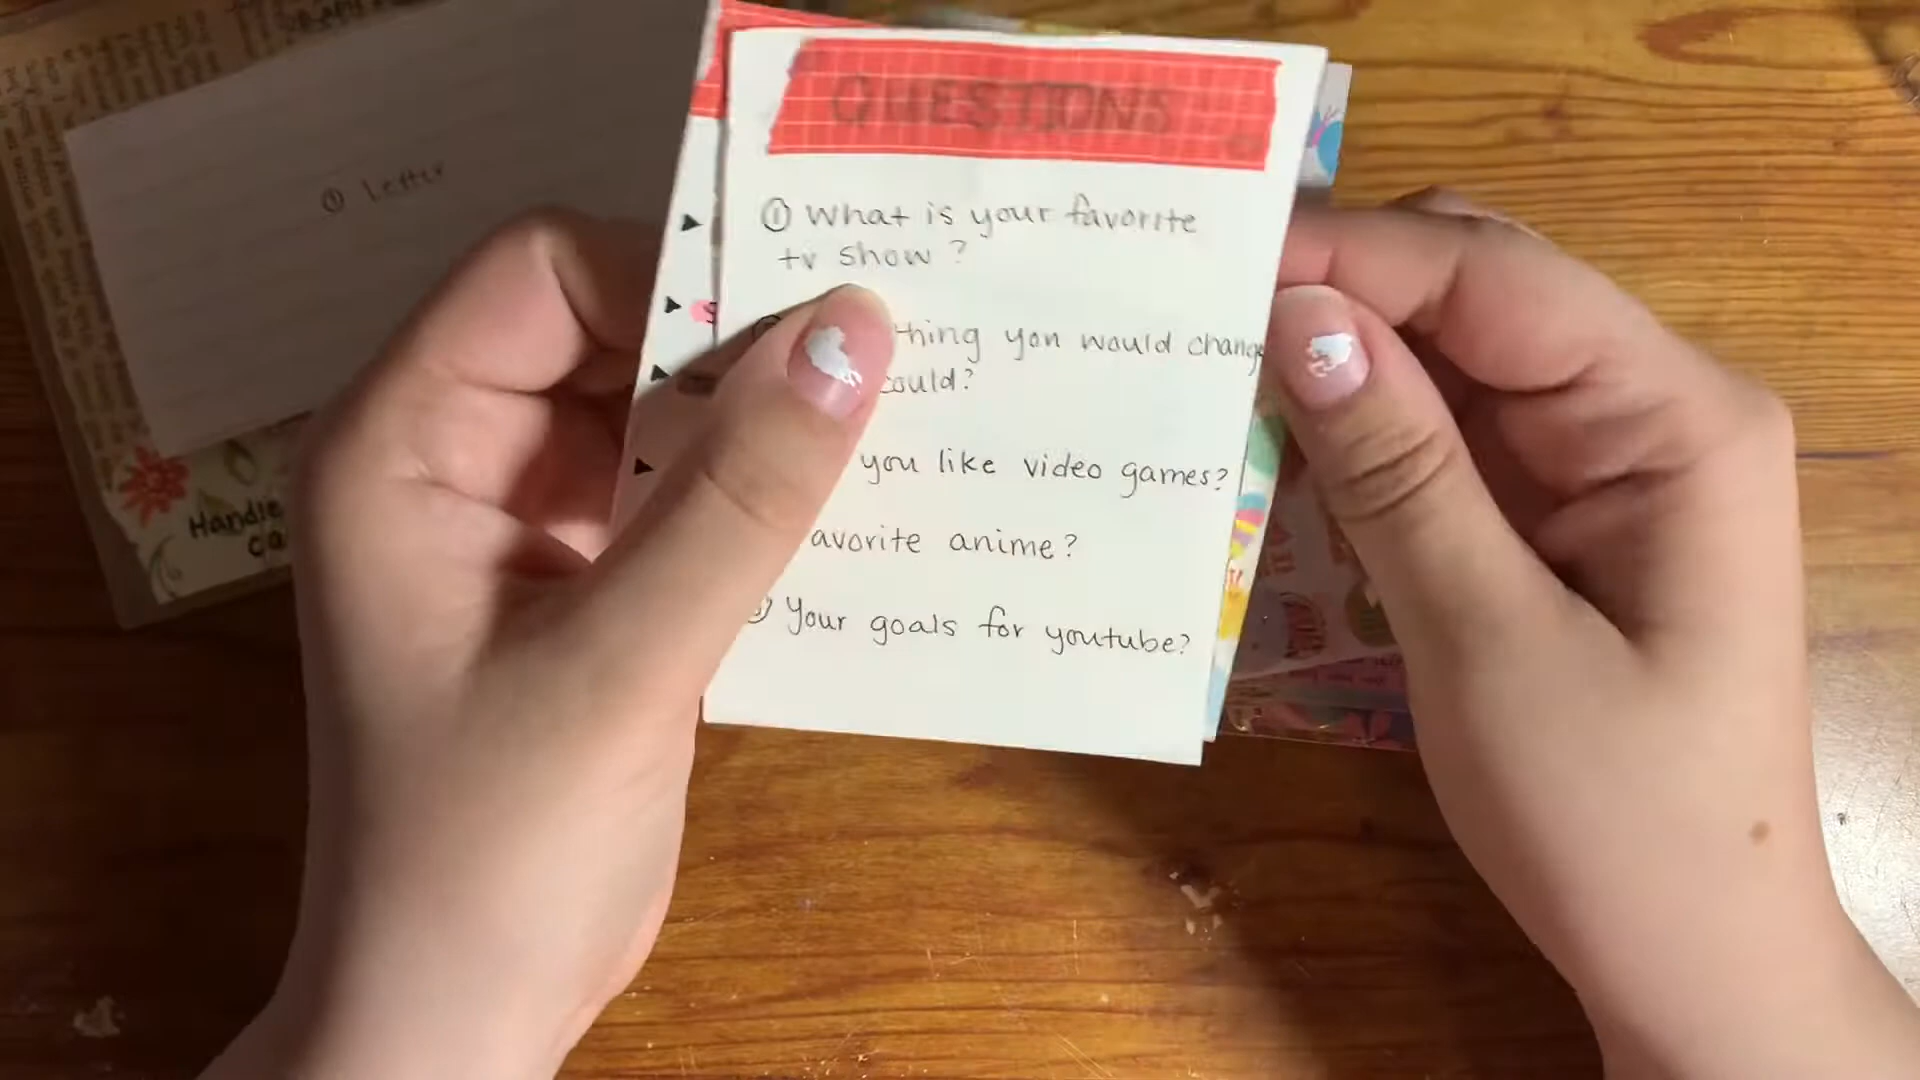 ① Letter
Handle
Ca
QUESTIONS
① What is your favorite
tv show?
thing you would change
could?
you like video games?
avorite anime?
Your goals for youtube?